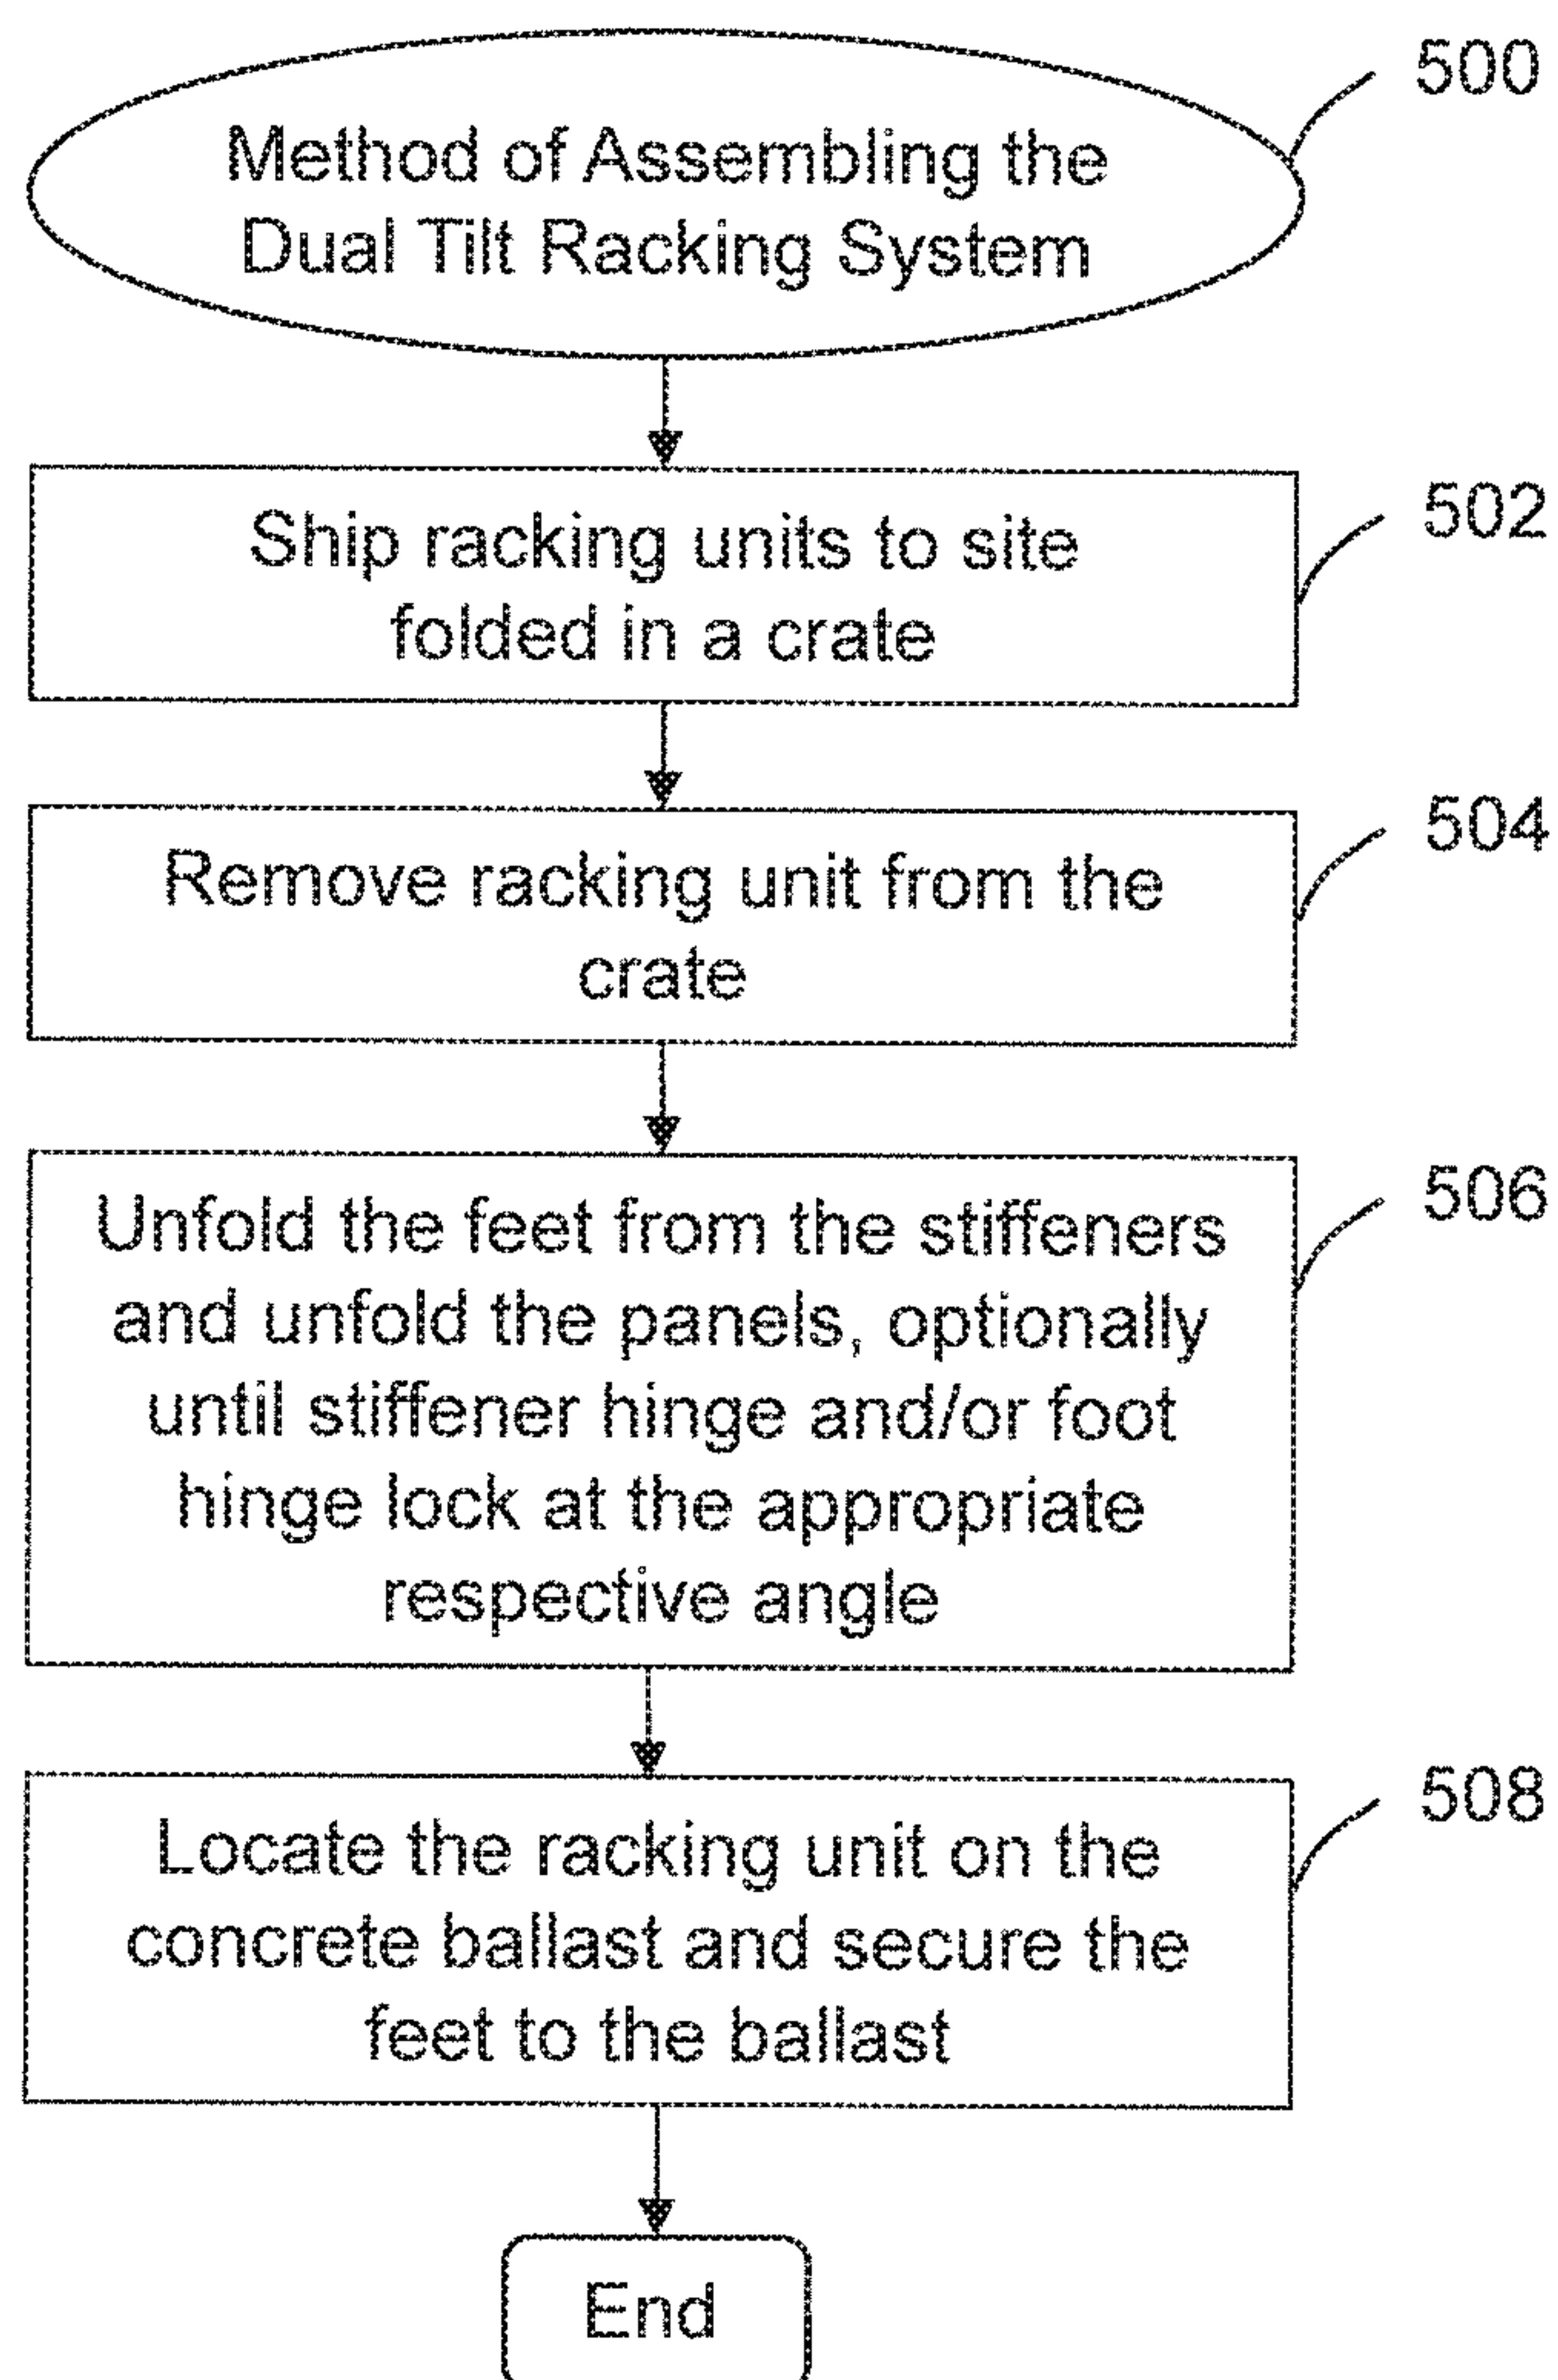 500
Method of Assembling the
Dual Tilt Racking System
502
Ship racking units to site
folded in a crate
504
Remove racking unit from the
crate
506
Unfold the feet from the stiffeners
and unfold the panels, optionally
until stiffener hinge and/or foot
hinge lock at the appropriate
respective angle
508
Locate the racking unit on the
concrete ballast and secure the
feet to the ballast
End